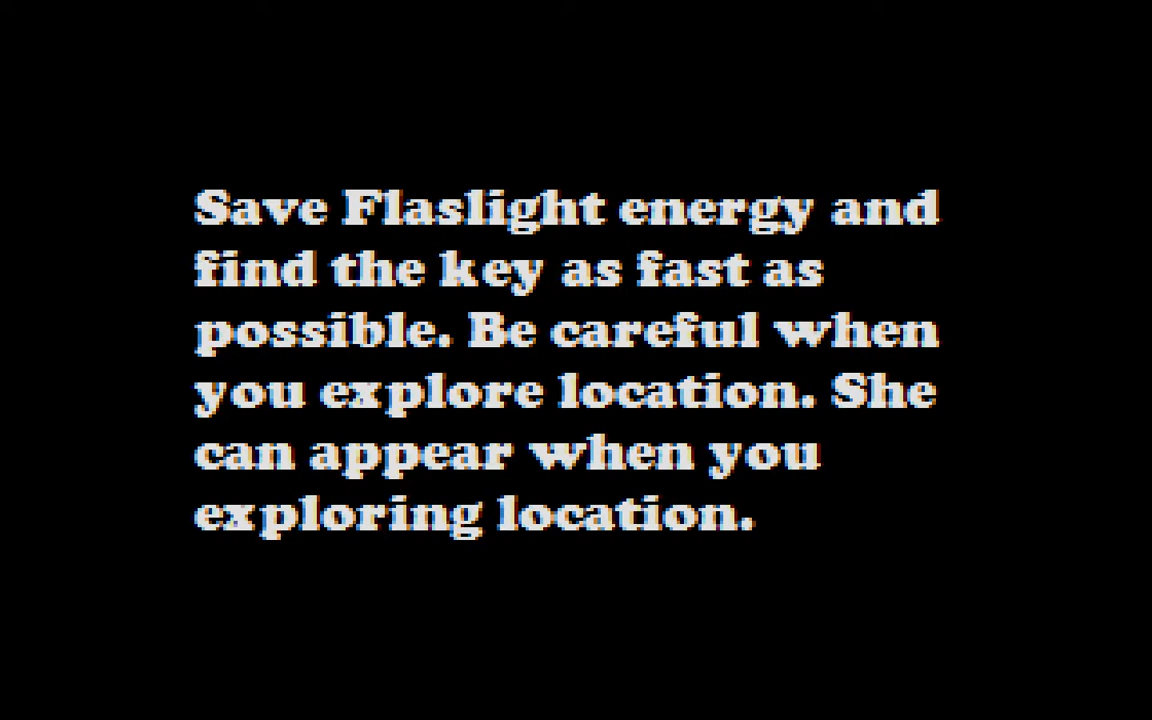 Save Flaslight energy and
find the key as fast as
possible. Be careful when
you explore location. She
can appear when you
exploring location.